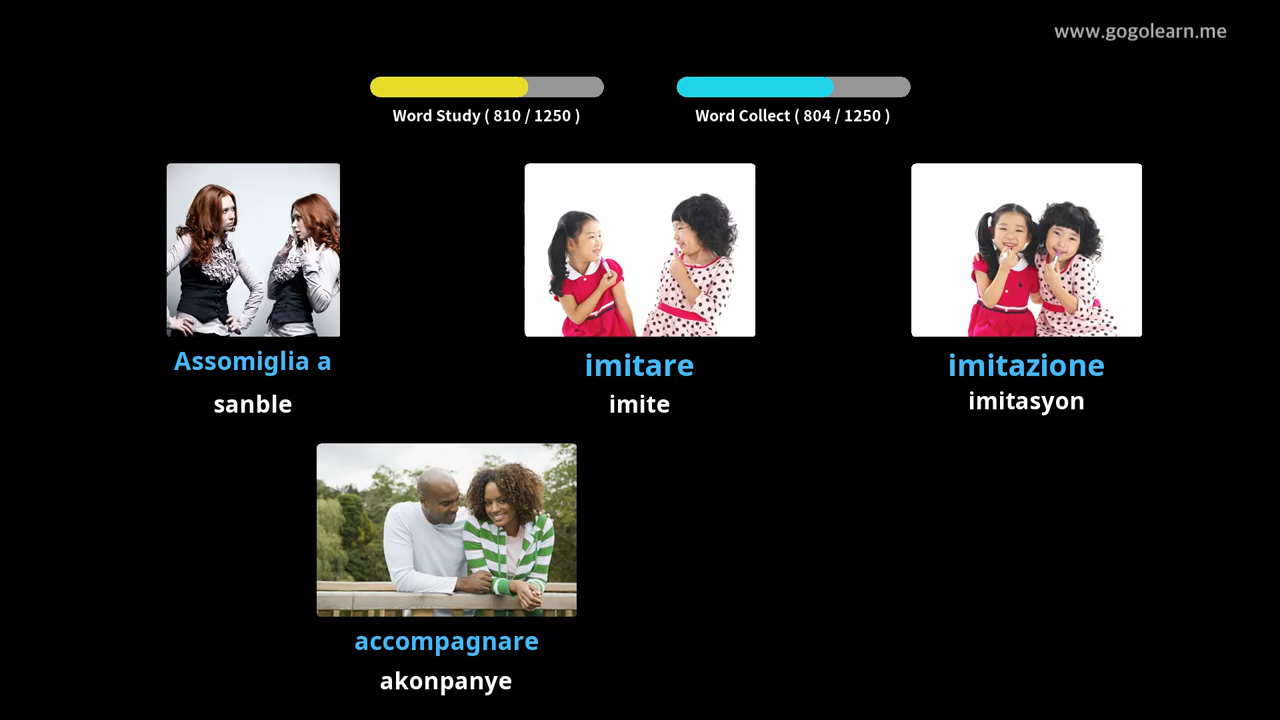 www.gogolearn.me
Word Study ( 810 / 1250 )
Word Collect ( 804 / 1250 )
Assomiglia a
sanble
imitare
imite
imitazione
imitasyon
accompagnare
akonpanye